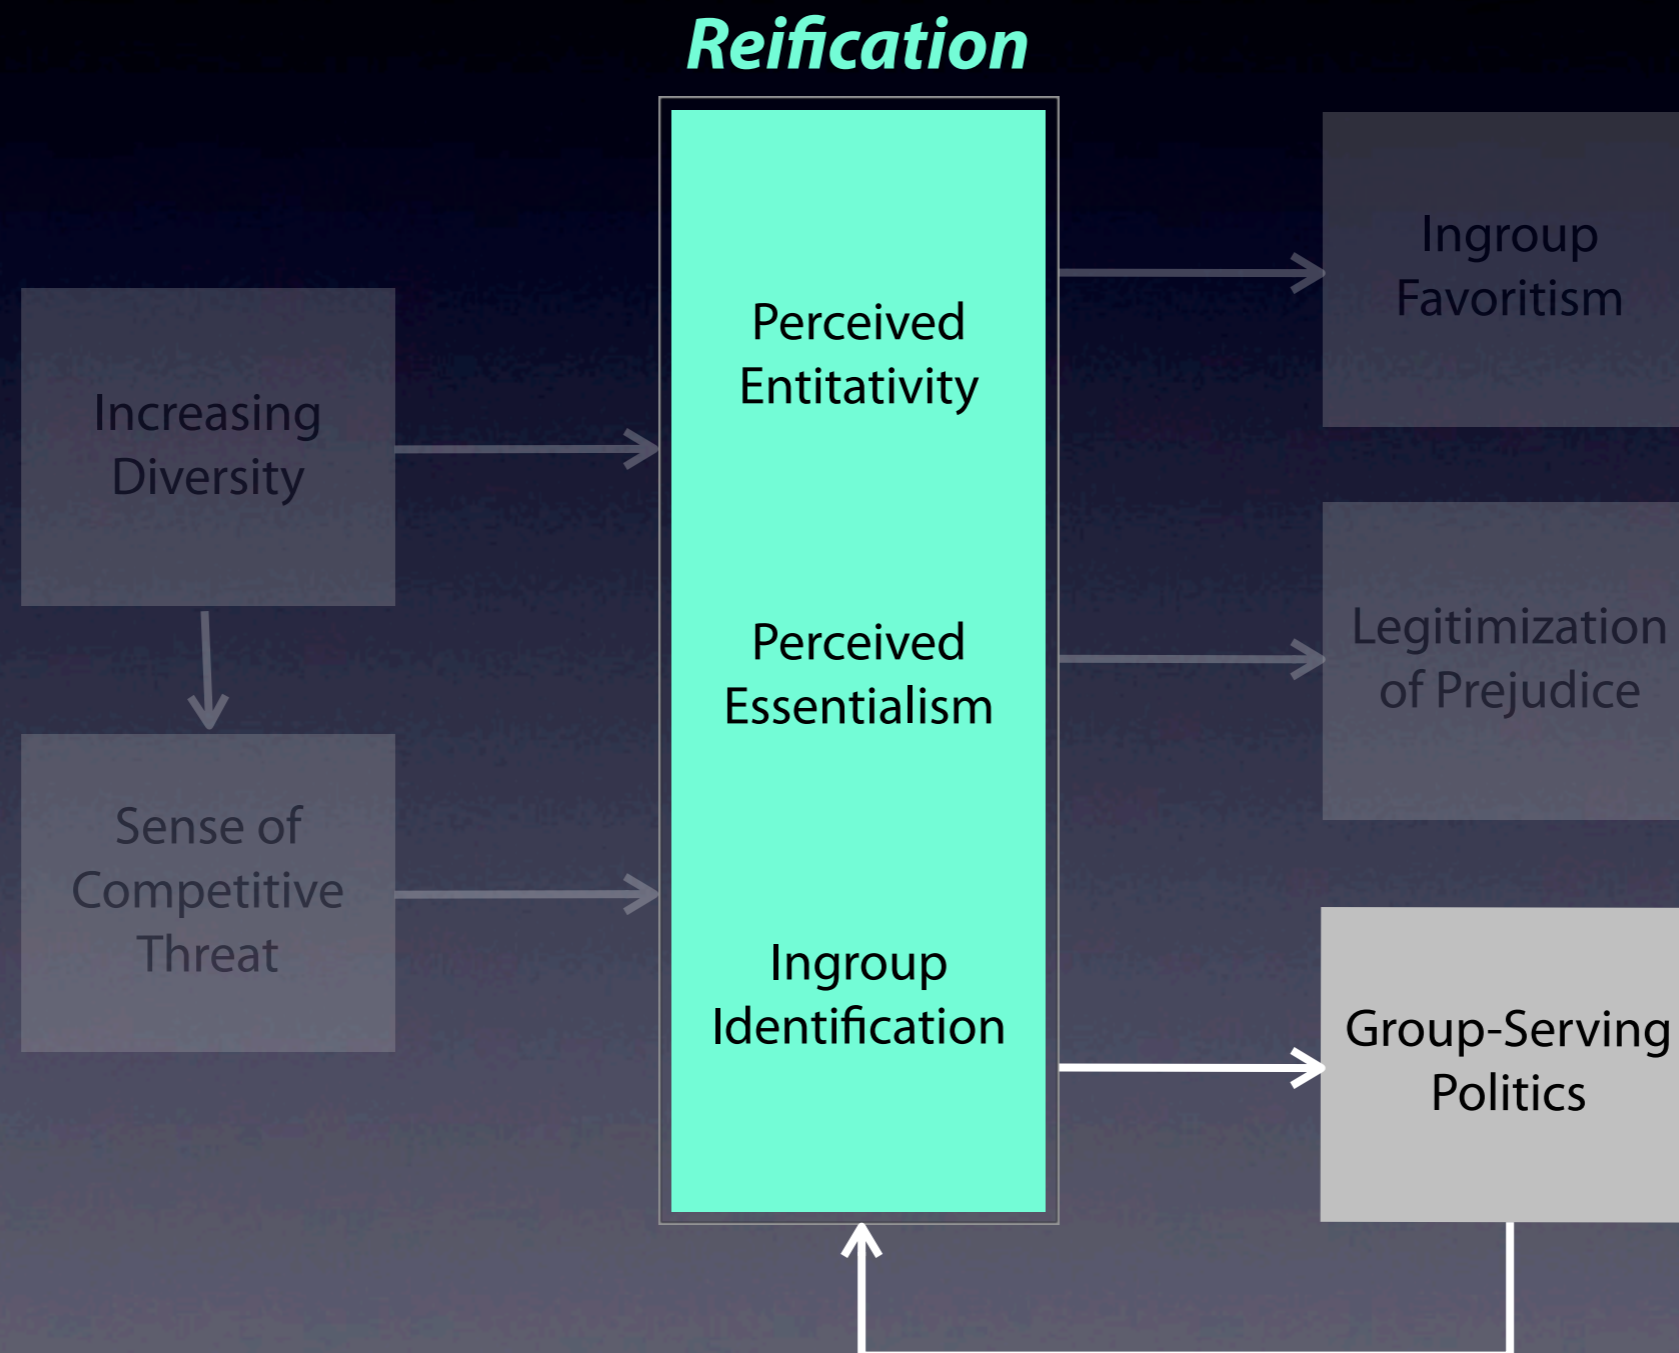 Reification
Increasing
Diversity
Sense of
Competitive
Threat
Perceived
Entitativity
Perceived
Essentialism
Ingroup
Identification
Ingroup
Favoritism
Legitimization
of Prejudice
Group-Serving
Politics